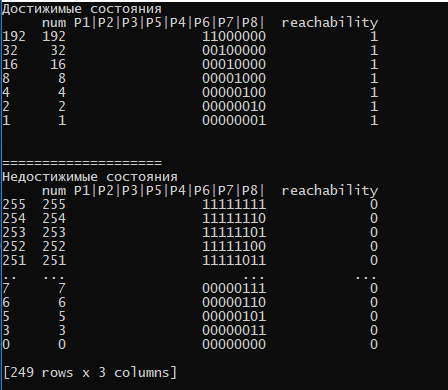 Достижимые состояния
num P1|P2|P3|P5|P4|P6|P7|P8| reachability
192 192 11000000 1
32 32 00100000 1
16 16 00010000 1
8 8 00001000 1
4 4 00000100 1
2 2 00000010 1
1 1 00000001 1
====================
Недостижимые состояния
num P1|P2|P3|P5|P4|P6|P7|P8| reachability
255 255 11111111 0
254 254 11111110 0
253 253 11111101 0
252 252 11111100 0
251 251 11111011 0
.. ... ... ...
7 7 00000111 0
6 6 00000110 0
5 5 00000101 0
3 3 00000011 0
0 0 00000000 0
[249 rows x 3 columns]